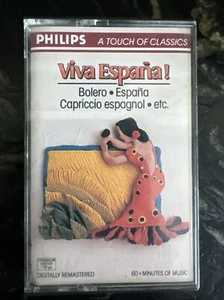 PHILIPS A TOUCH OF CLASSICS
Viva España!
Bolero • España
Capriccio espagnol • etc.
DIGITALLY REMASTERED
60+ MINUTES OF MUSIC